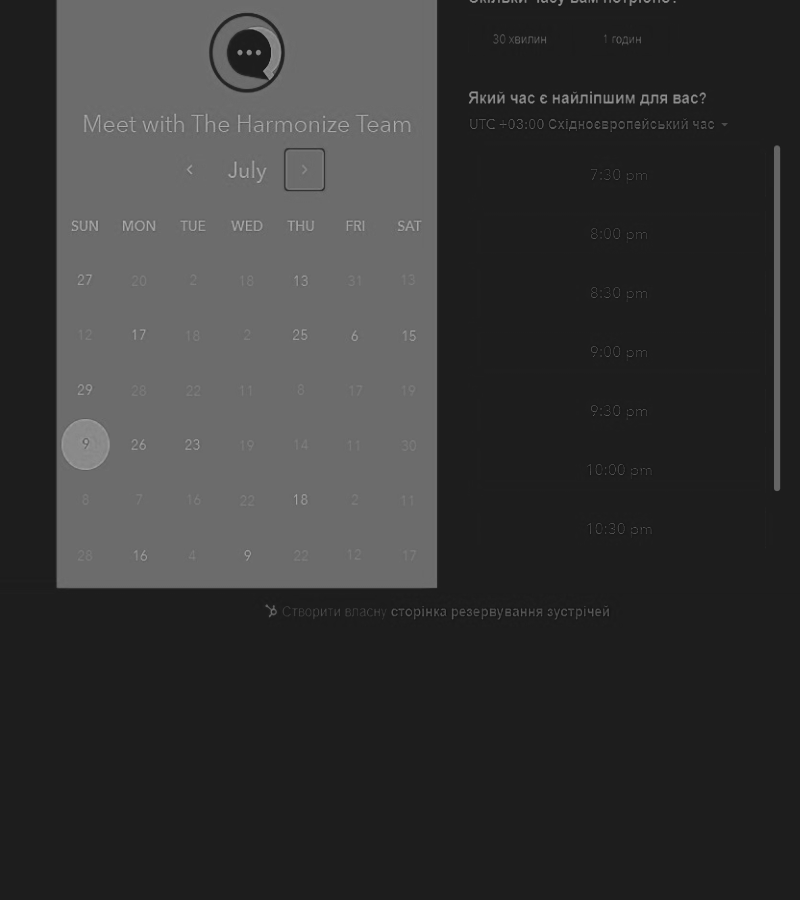 Скільки часу вам потрібно?
30 хвилин 1 годин
Meet with The Harmonize Team
July
SUN MON TUE WED THU FRI SAT
27 20 2 18 13 31 13
12 17 18 2 25 6 15
29 28 22 11 8 17 19
9 26 23 19 14 11 30
8 7 16 22 18 2 11
28 16 4 9 22 12 17
Який час є найліпшим для вас?
UTC +03:00 Східноєвропейський час
7:30 pm
8:00 pm
8:30 pm
9:00 pm
9:30 pm
10:00 pm
10:30 pm
Створити власну сторінка резервування зустрічей